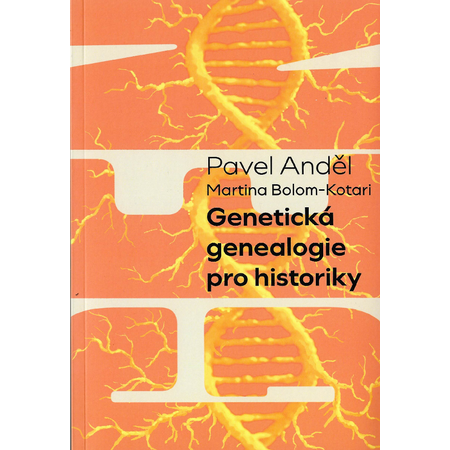 Pavel Anděl
Martina Bolom-Kotari
Genetická
genealogie
pro historiky